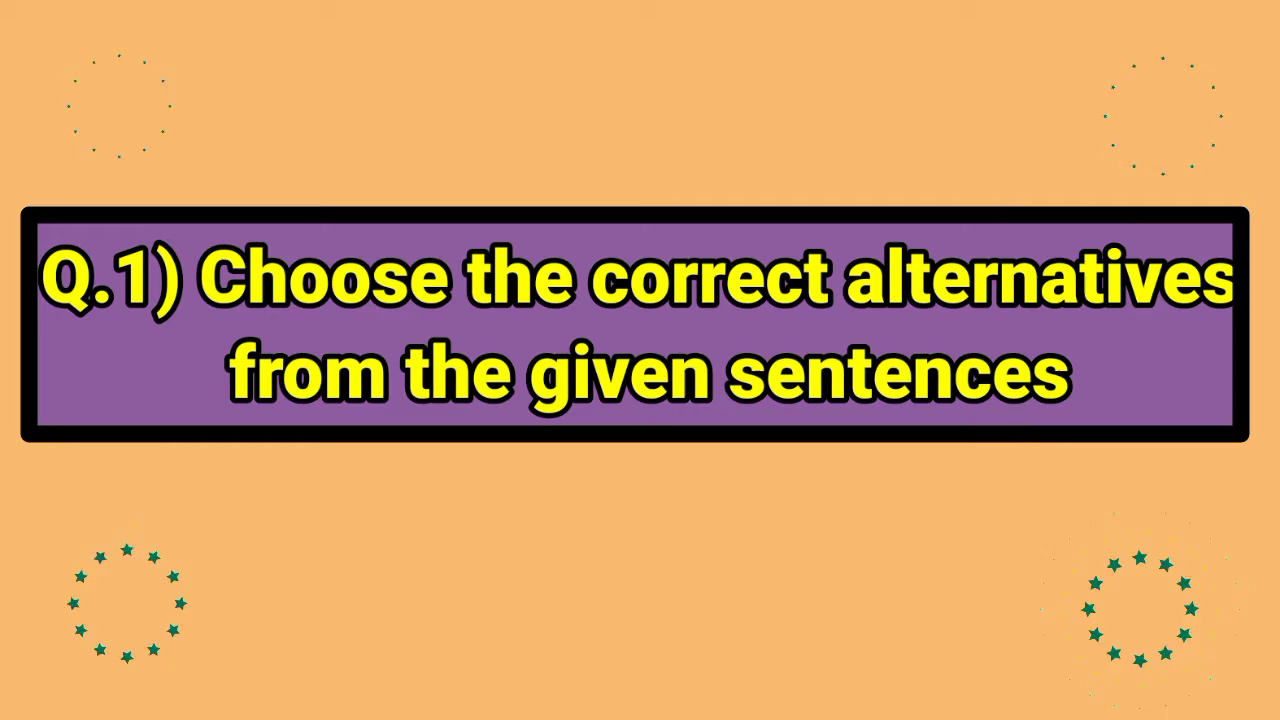 Q.1) Choose the correct alternatives
from the given sentences